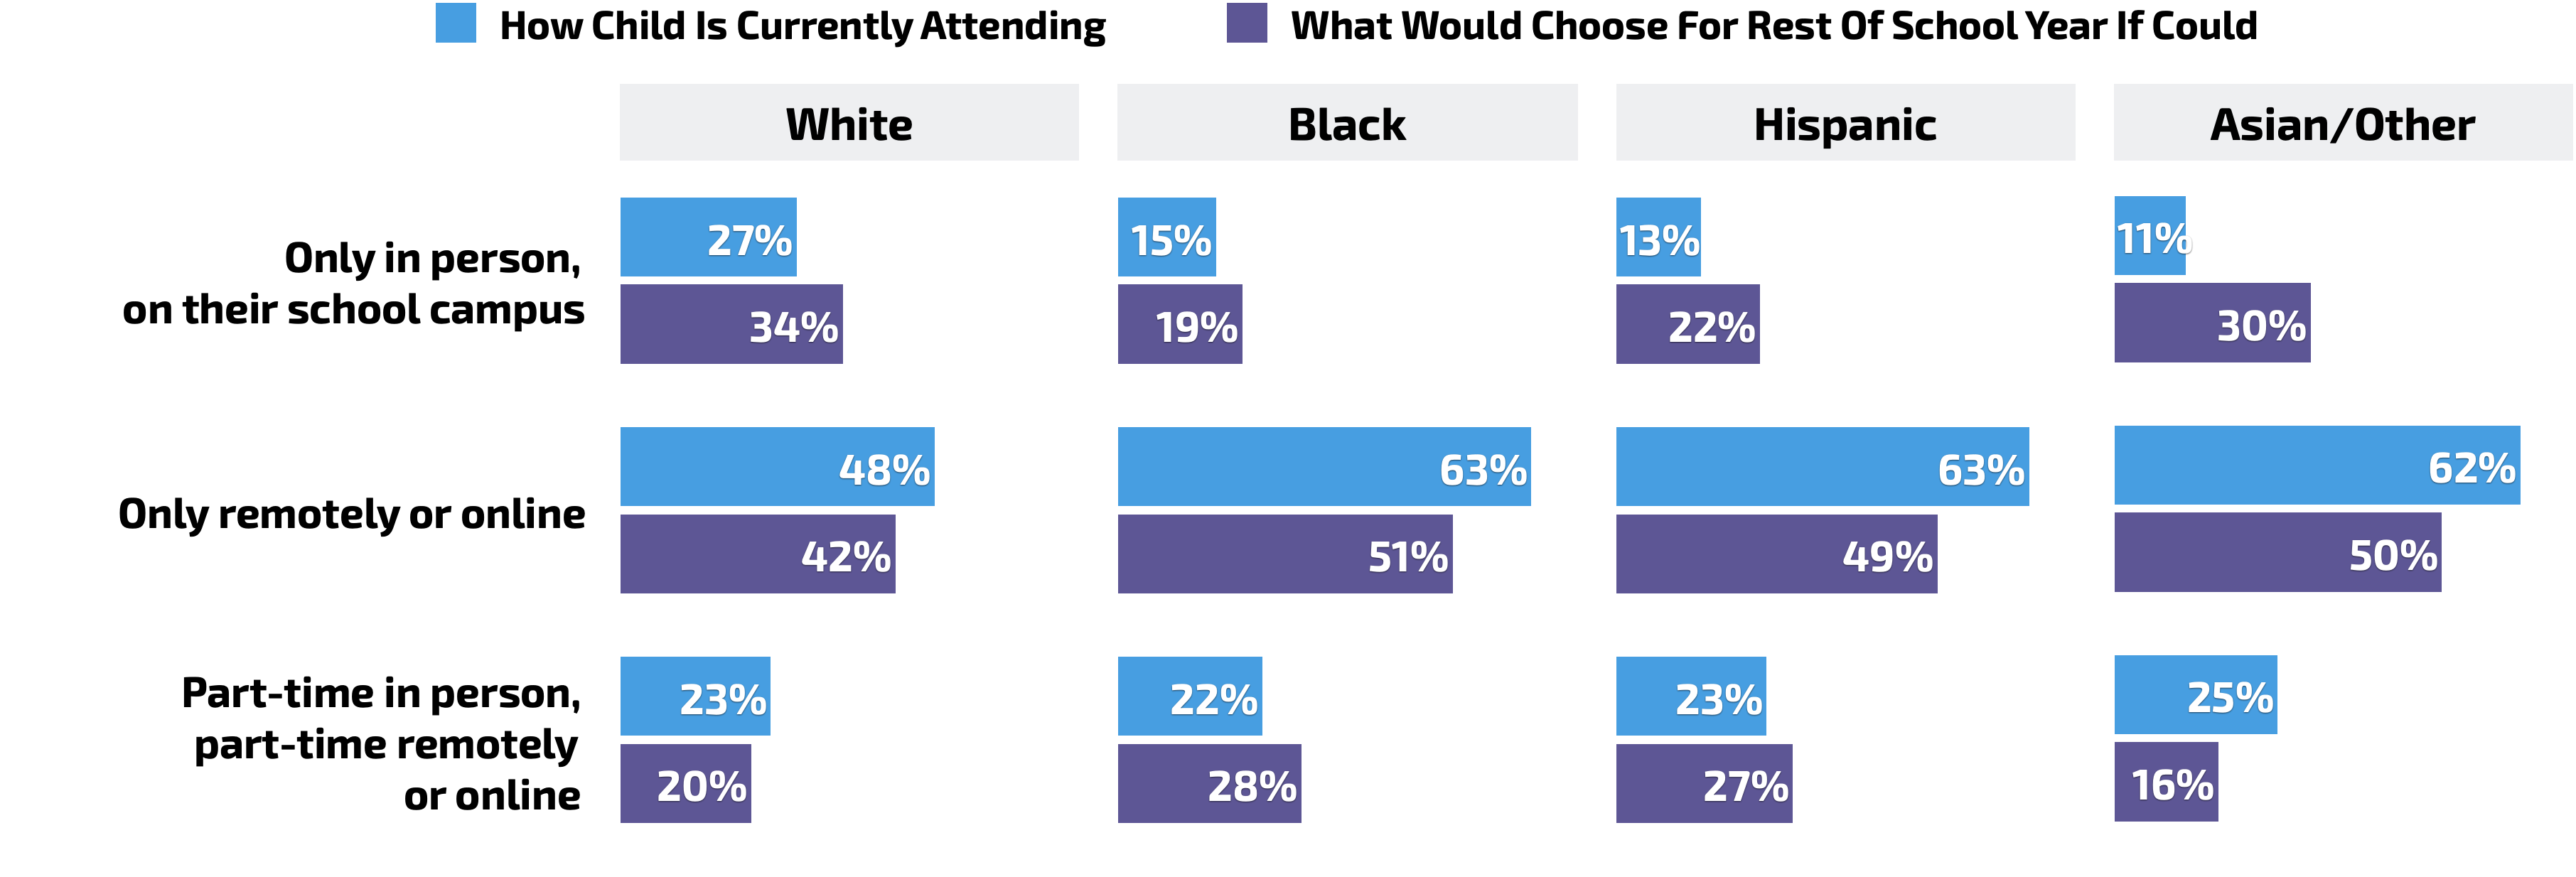 How Child Is Currently Attending What Would Choose For Rest Of School Year If Could
White Black Hispanic Asian/Other
Only in person,
on their school campus
27% 15% 13% 11%
34% 19% 22% 30%
Only remotely or online
48% 63% 63% 62%
42% 51% 49% 50%
Part-time in person,
part-time remotely
or online
23% 22% 23% 25%
20% 28% 27% 16%